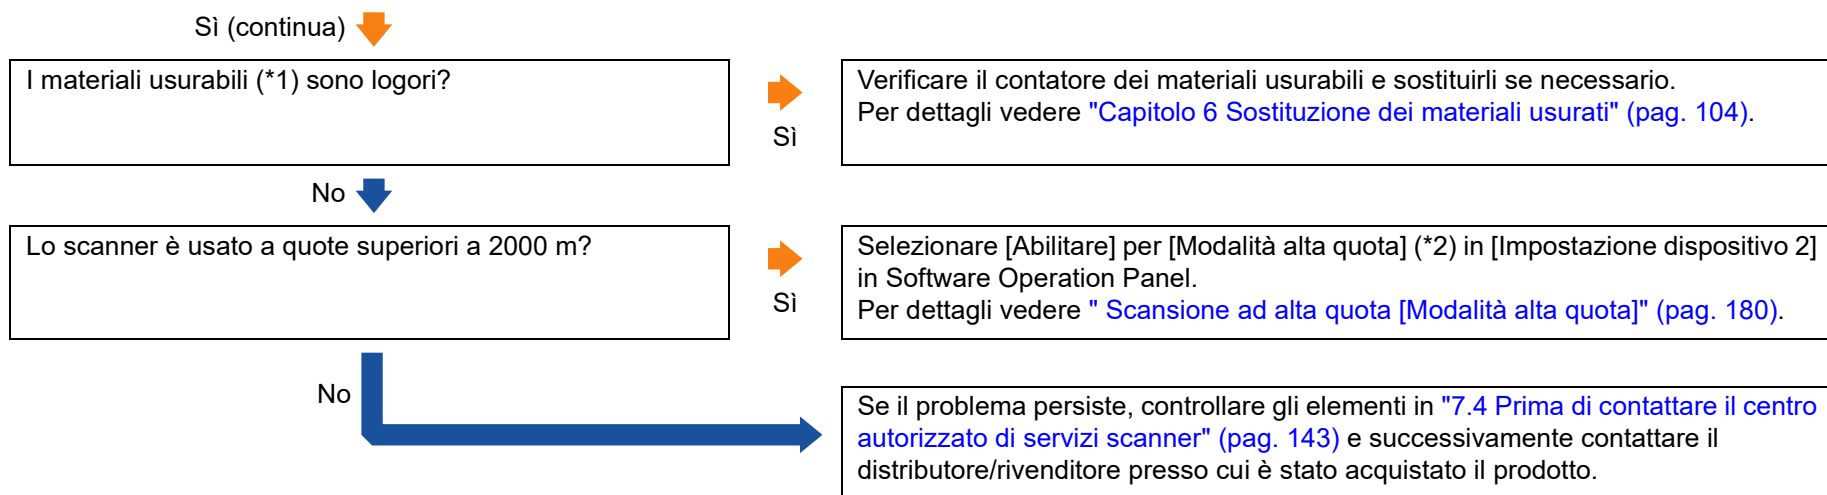 Sì (continua)
I materiali usurabili (*1) sono logori?
Sì
Verificare il contatore dei materiali usurabili e sostituirli se necessario.
Per dettagli vedere "Capitolo 6 Sostituzione dei materiali usurati" (pag. 104).
No
Lo scanner è usato a quote superiori a 2000 m?
Sì
Selezionare [Abilitare] per [Modalità alta quota] (*2) in [Impostazione dispositivo 2]
in Software Operation Panel.
Per dettagli vedere " Scansione ad alta quota [Modalità alta quota]" (pag. 180).
No
Se il problema persiste, controllare gli elementi in "7.4 Prima di contattare il centro
autorizzato di servizi scanner" (pag. 143) e successivamente contattare il
distributore/rivenditore presso cui è stato acquistato il prodotto.